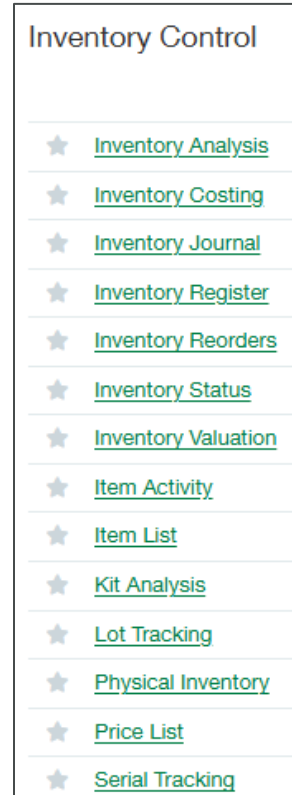 Inventory Control
Inventory Analysis
Inventory Costing
Inventory Journal
Inventory Register
Inventory Reorders
Inventory Status
Inventory Valuation
Item Activity
Item List
Kit Analysis
Lot Tracking
Physical Inventory
Price List
Serial Tracking